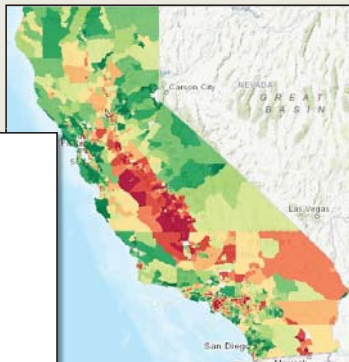 Carson City
NEVADA
GREAT
BASIN
Las Vegas
San Diego